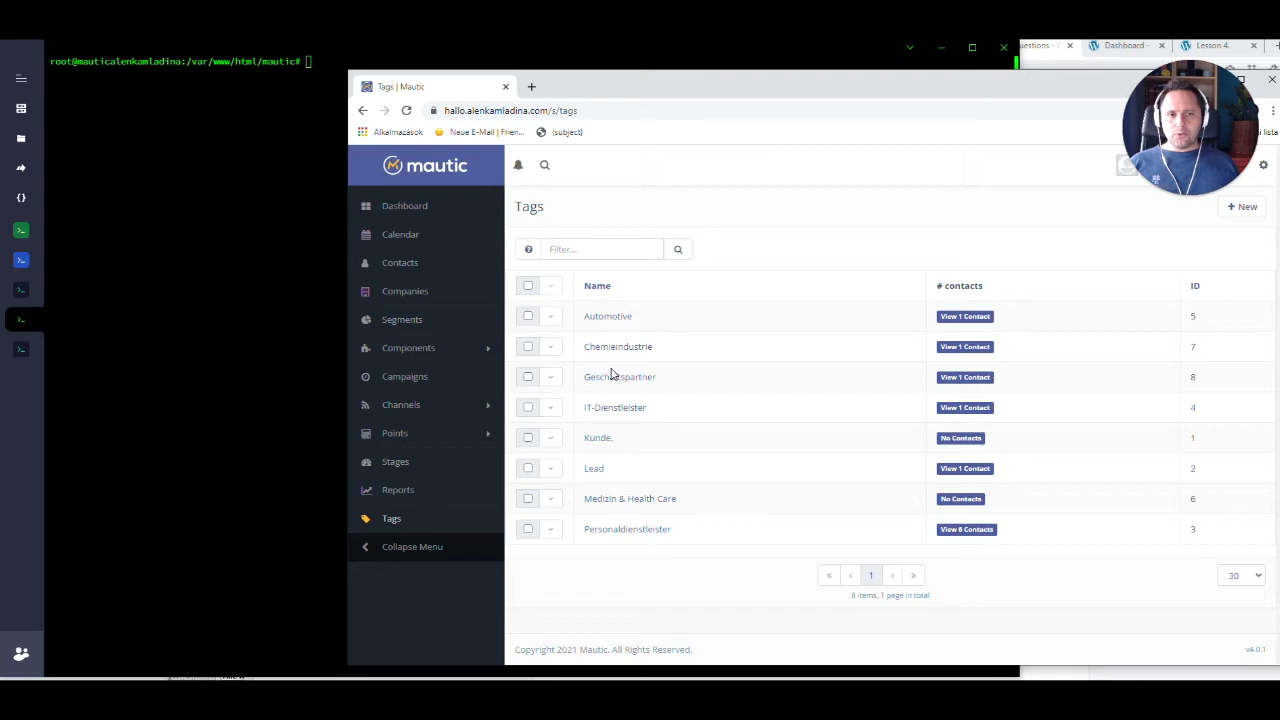 root@mauticalenkamladina:/var/www/html/mautic#
Dashboard -
Lesson 4.
Tags | Mautic
hallo.alenkamladina.com/s/tags
Alkalmazások
Neue E-Mail | Frien...
{subject}
lista
mautic
Tags
+ New
Dashboard
Calendar
Contacts
Companies
Segments
Components
Campaigns
Channels
Points
Stages
Reports
Tags
Collapse Menu
Filter...
Name # contacts ID
Automotive View 1 Contact 5
Chemieindustrie View 1 Contact 7
Geschäftspartner View 1 Contact 8
IT-Dienstleister View 1 Contact 4
Kunde, No Contacts 1
Lead View 1 Contact 2
Medizin & Health Care No Contacts 6
Personaldienstleister View 6 Contacts 3
« ‹ 1 › »
30
8 items, 1 page in total
Copyright 2021 Mautic. All Rights Reserved.
v4.0.1